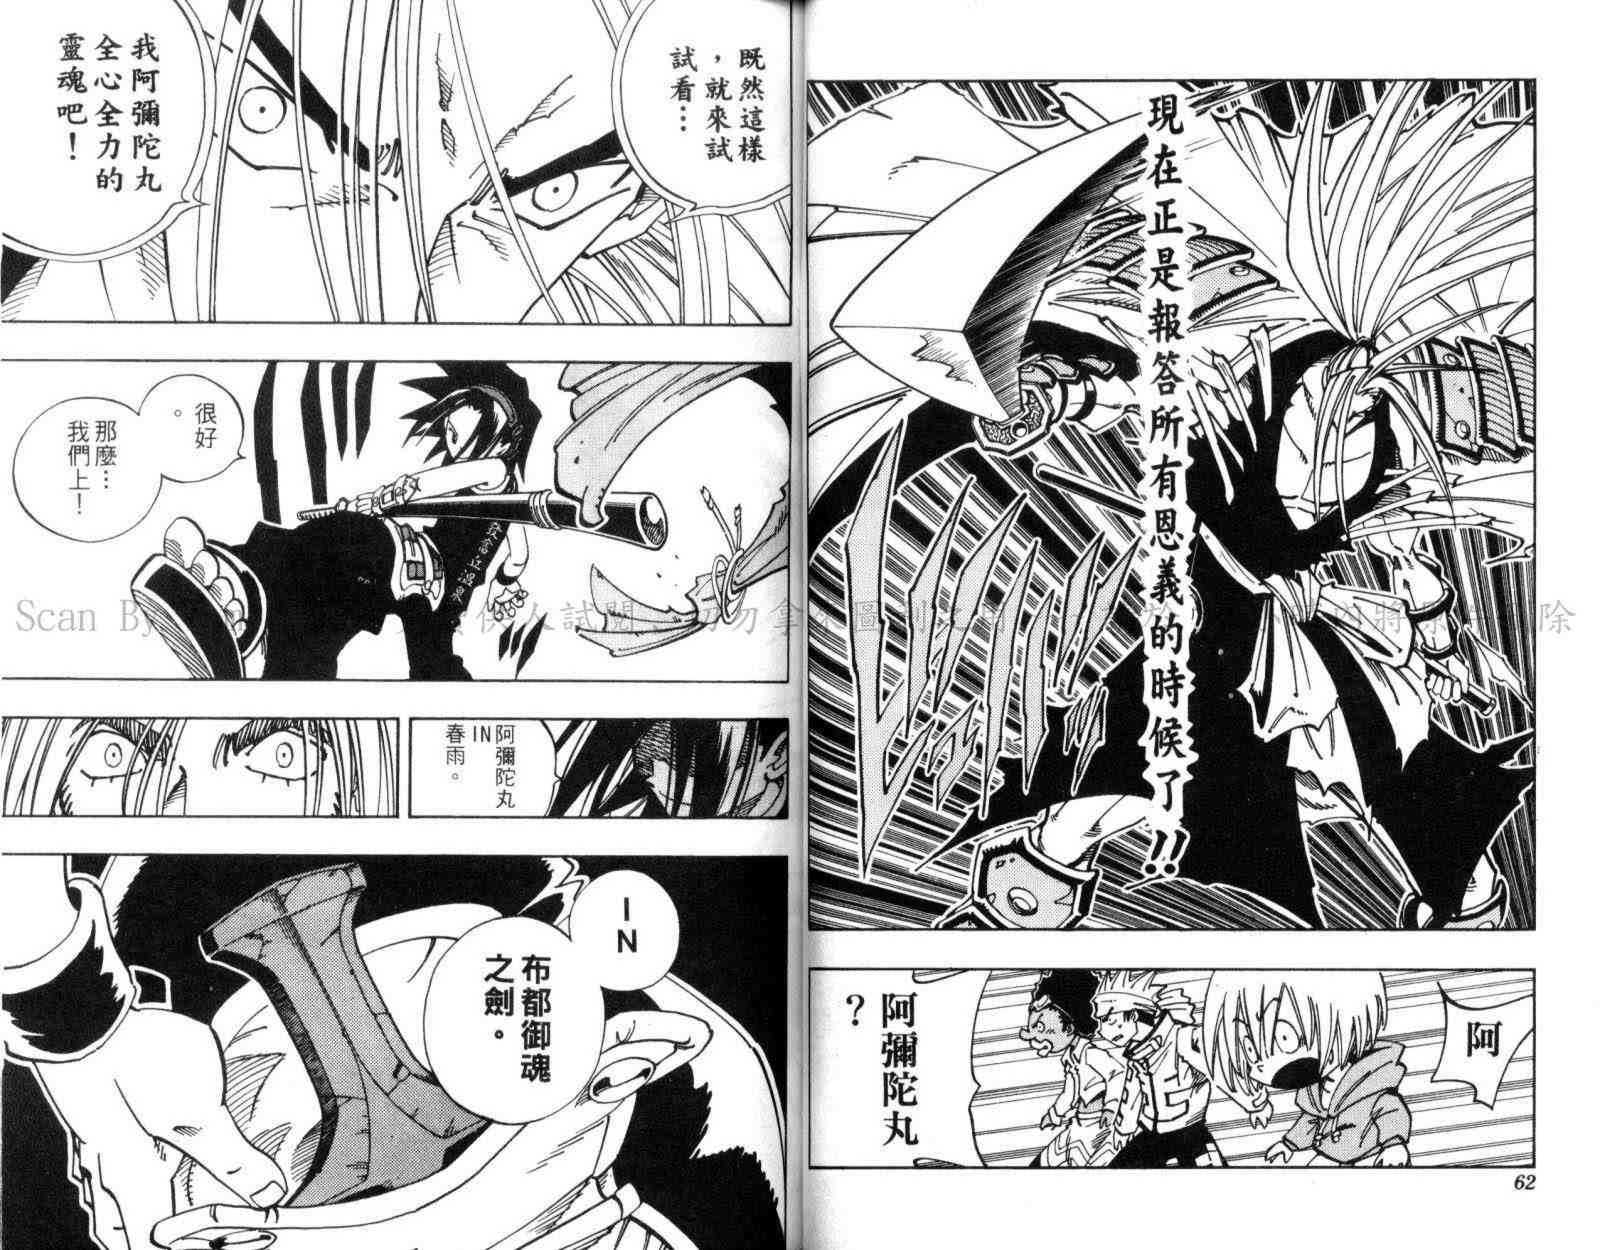 現在正是報答所有恩義的時候了!!
阿
阿彌陀丸
?
62
既然這樣
，就來試
試看…
我阿彌陀丸
全心全力的
靈魂吧！
很好
。
那麼…
我們上！
阿彌陀丸
IN
春雨。
IN
布都御魂
之劍。
Scan By